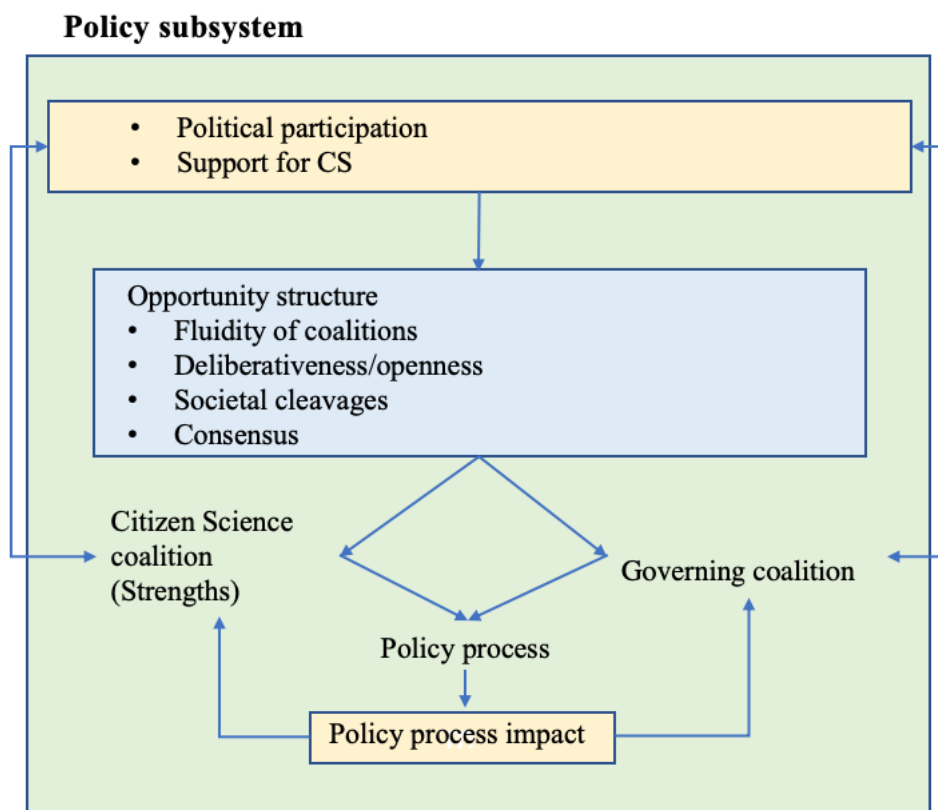 Policy subsystem
• Political participation
• Support for CS
Opportunity structure
• Fluidity of coalitions
• Deliberativeness/openness
• Societal cleavages
• Consensus
Citizen Science
coalition
(Strengths)
Governing coalition
Policy process
Policy process impact